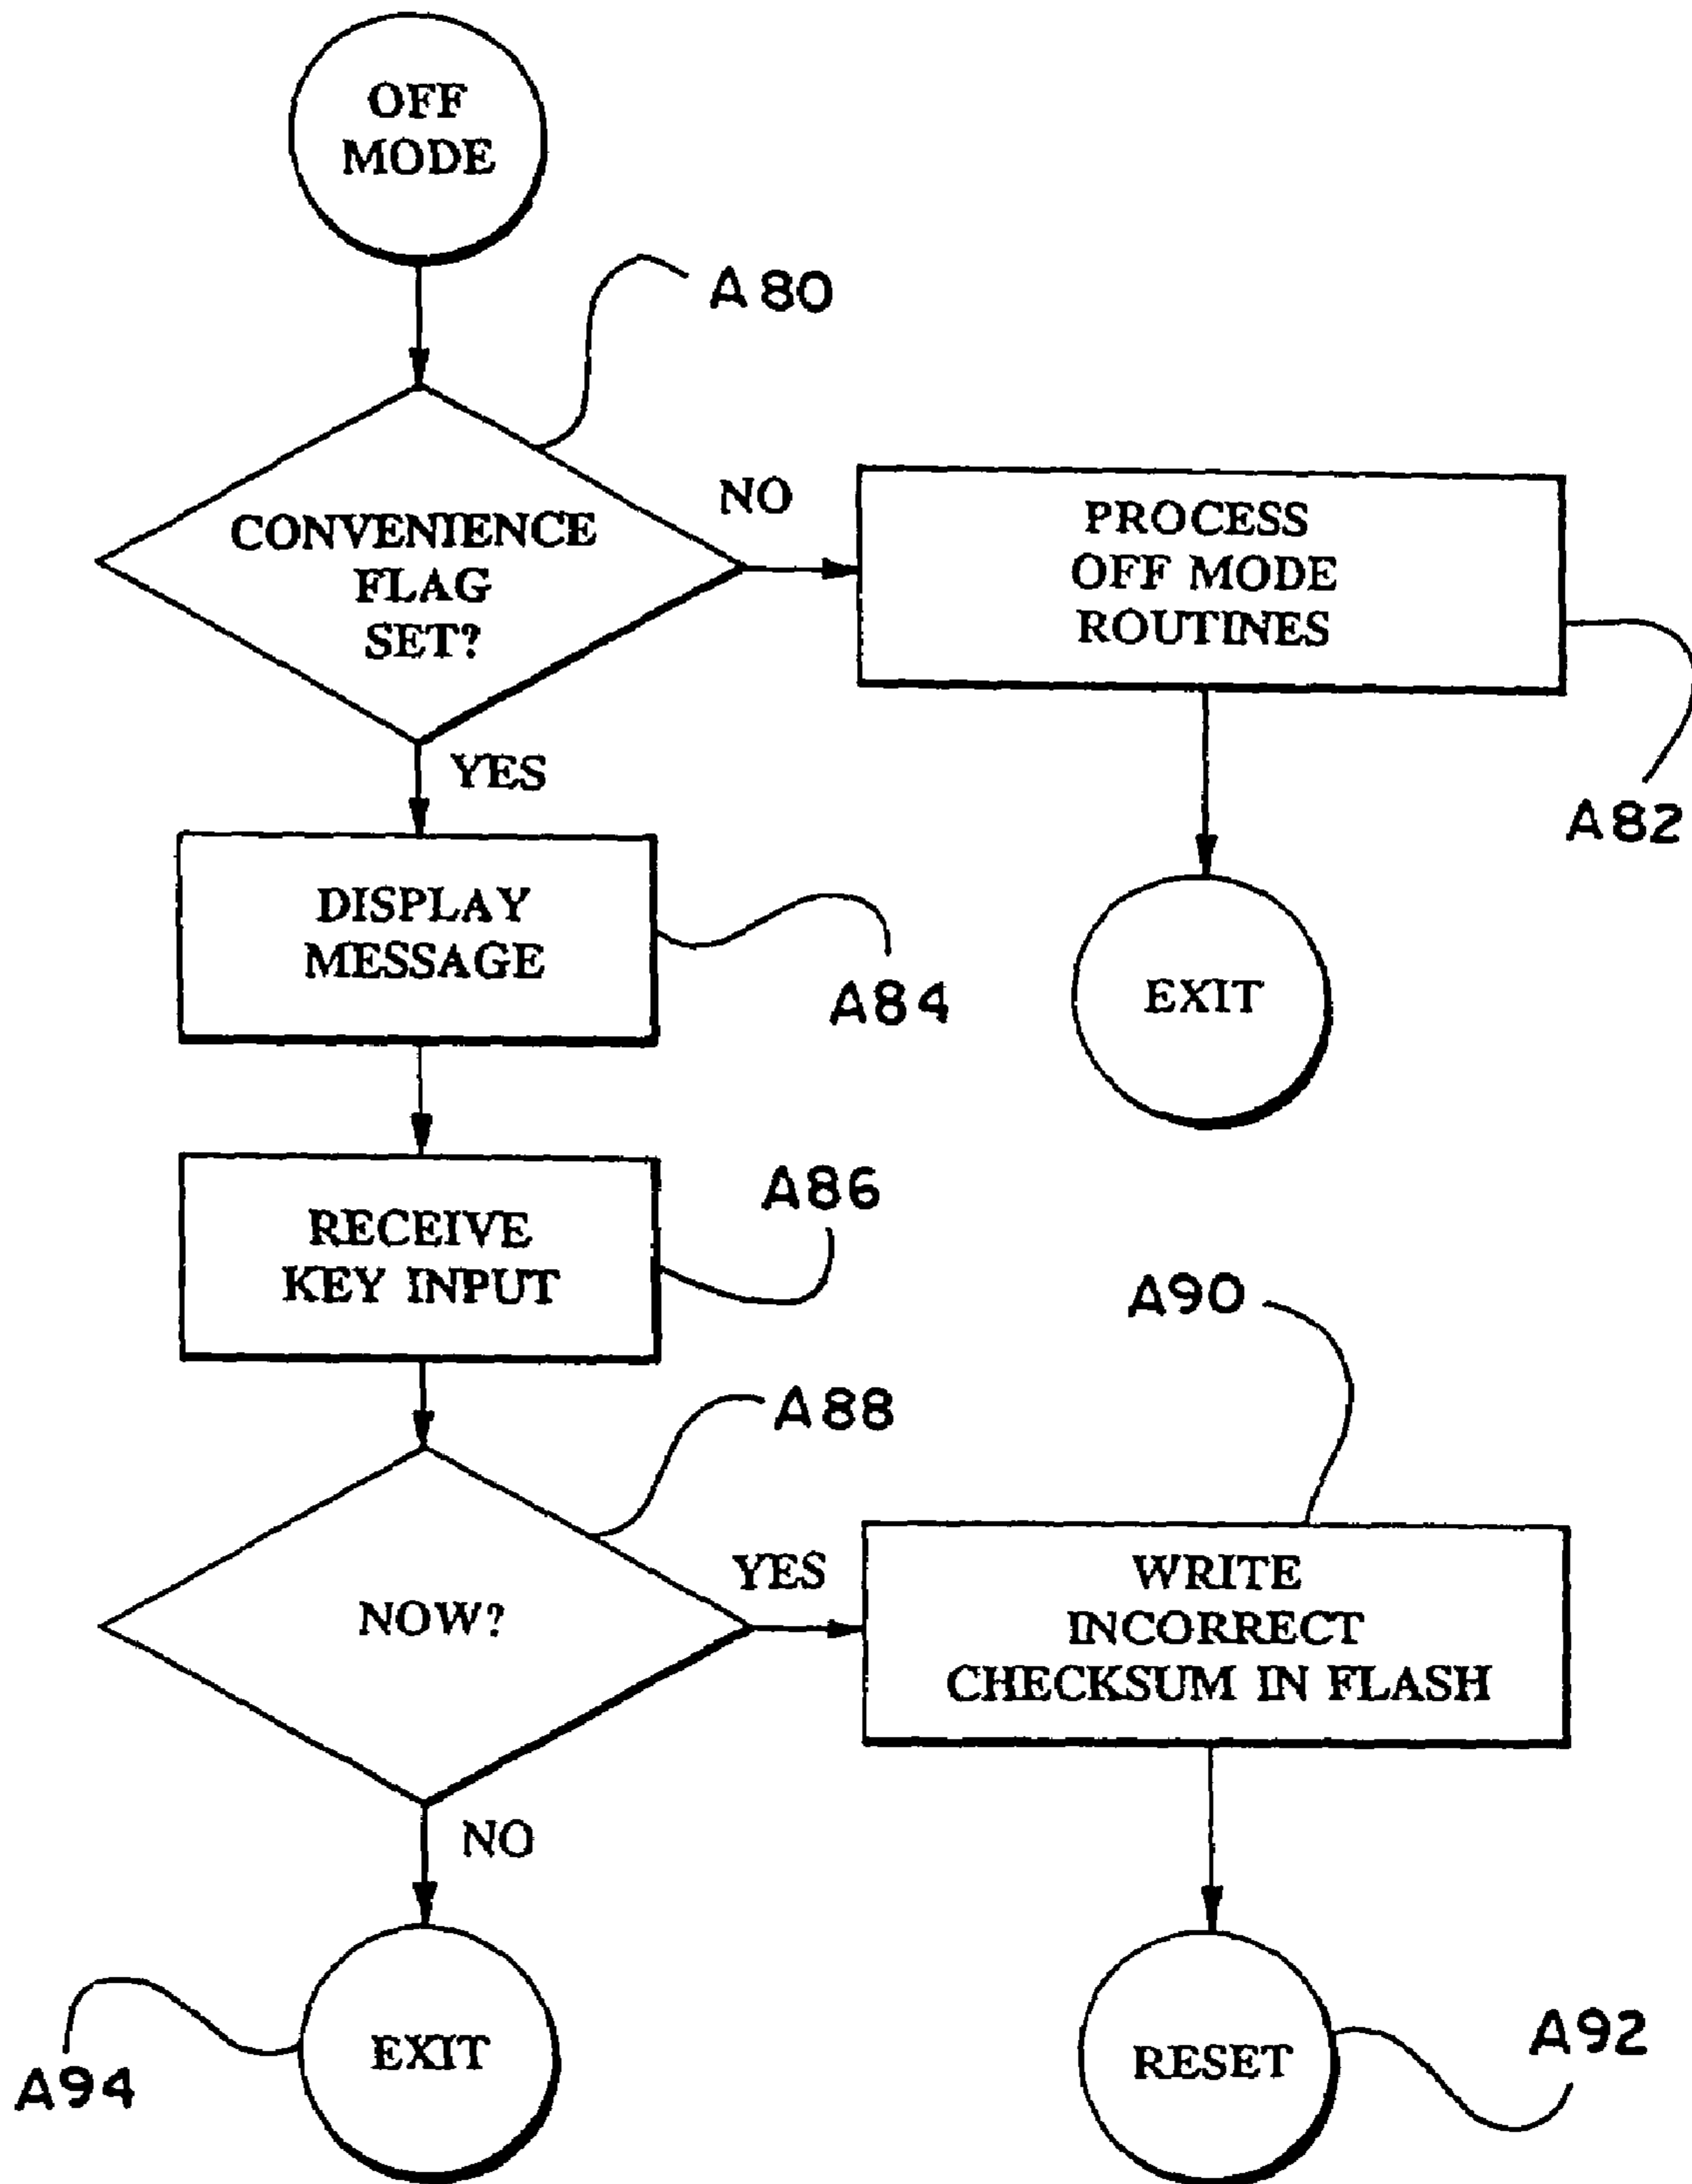 OFF
MODE
A80
CONVENIENCE
FLAG
SET?
NO
PROCESS
OFF MODE
ROUTINES
A82
YES
DISPLAY
MESSAGE
A84
EXIT
RECEIVE
KEY INPUT
A86
A88
A90
NOW?
YES
WRITE
INCORRECT
CHECKSUM IN FLASH
NO
EXIT
A94
RESET
A92